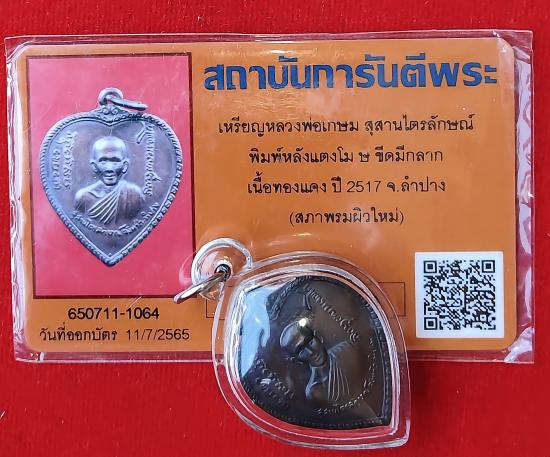 สถาบันการันตีพระ
เหรียญหลวงพ่อเกษม สุสานไตรลักษณ์
พิมพ์หลังแตงโม ษ ขีดมีกลาก
เนื้อทองแดง ปี 2517 จ.ลำปาง
(สภาพรมผิวใหม่)
650711-1064
วันที่ออกบัตร 11/7/2565